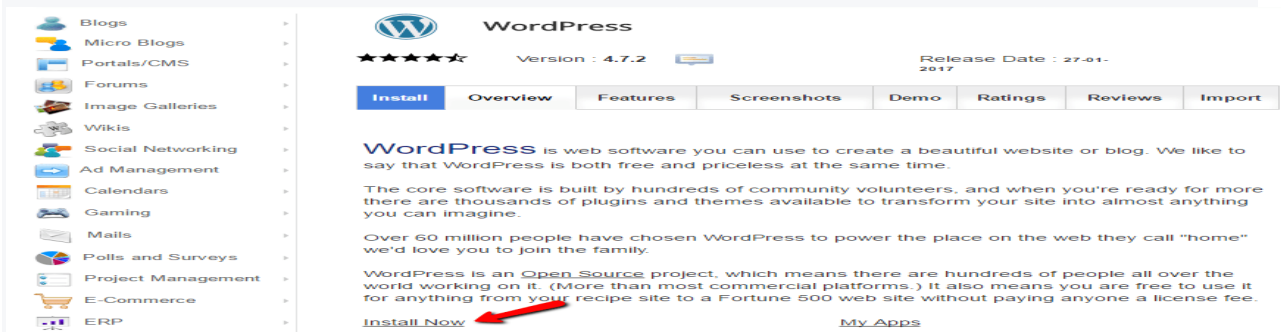 Blogs
Micro Blogs
Portals/CMS
Forums
Image Galleries
Wikis
Social Networking
Ad Management
Calendars
Gaming
Mails
Polls and Surveys
Project Management
E-Commerce
ERP
WordPress
Version : 4.7.2
Release Date : 27-01-
2017
Install Overview Features Screenshots Demo Ratings Reviews Import
WordPress is web software you can use to create a beautiful website or blog. We like to
say that WordPress is both free and priceless at the same time.
The core software is built by hundreds of community volunteers, and when you're ready for more
there are thousands of plugins and themes available to transform your site into almost anything
you can imagine.
Over 60 million people have chosen WordPress to power the place on the web they call "home"
we'd love you to join the family.
WordPress is an Open Source project, which means there are hundreds of people all over the
world working on it. (More than most commercial platforms.) It also means you are free to use it
for anything from your recipe site to a Fortune 500 web site without paying anyone a license fee.
Install Now My Apps